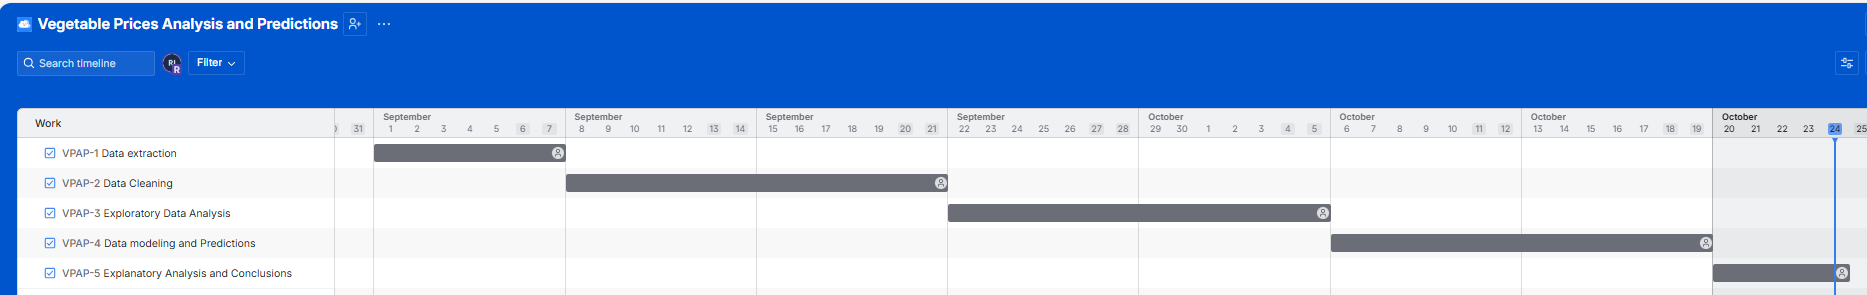 Vegetable Prices Analysis and Predictions
Search timeline
RL
R
Filter
Work
September
September
September
September
October
October
October
October
31 1 2 3 4 5 6 7 8 9 10 11 12 13 14 15 16 17 18 19 20 21 22 23 24 25 26 27 28 29 30 1 2 3 4 5 6 7 8 9 10 11 12 13 14 15 16 17 18 19 20 21 22 23 24 25
VPAP-1 Data extraction
VPAP-2 Data Cleaning
VPAP-3 Exploratory Data Analysis
VPAP-4 Data modeling and Predictions
VPAP-5 Explanatory Analysis and Conclusions